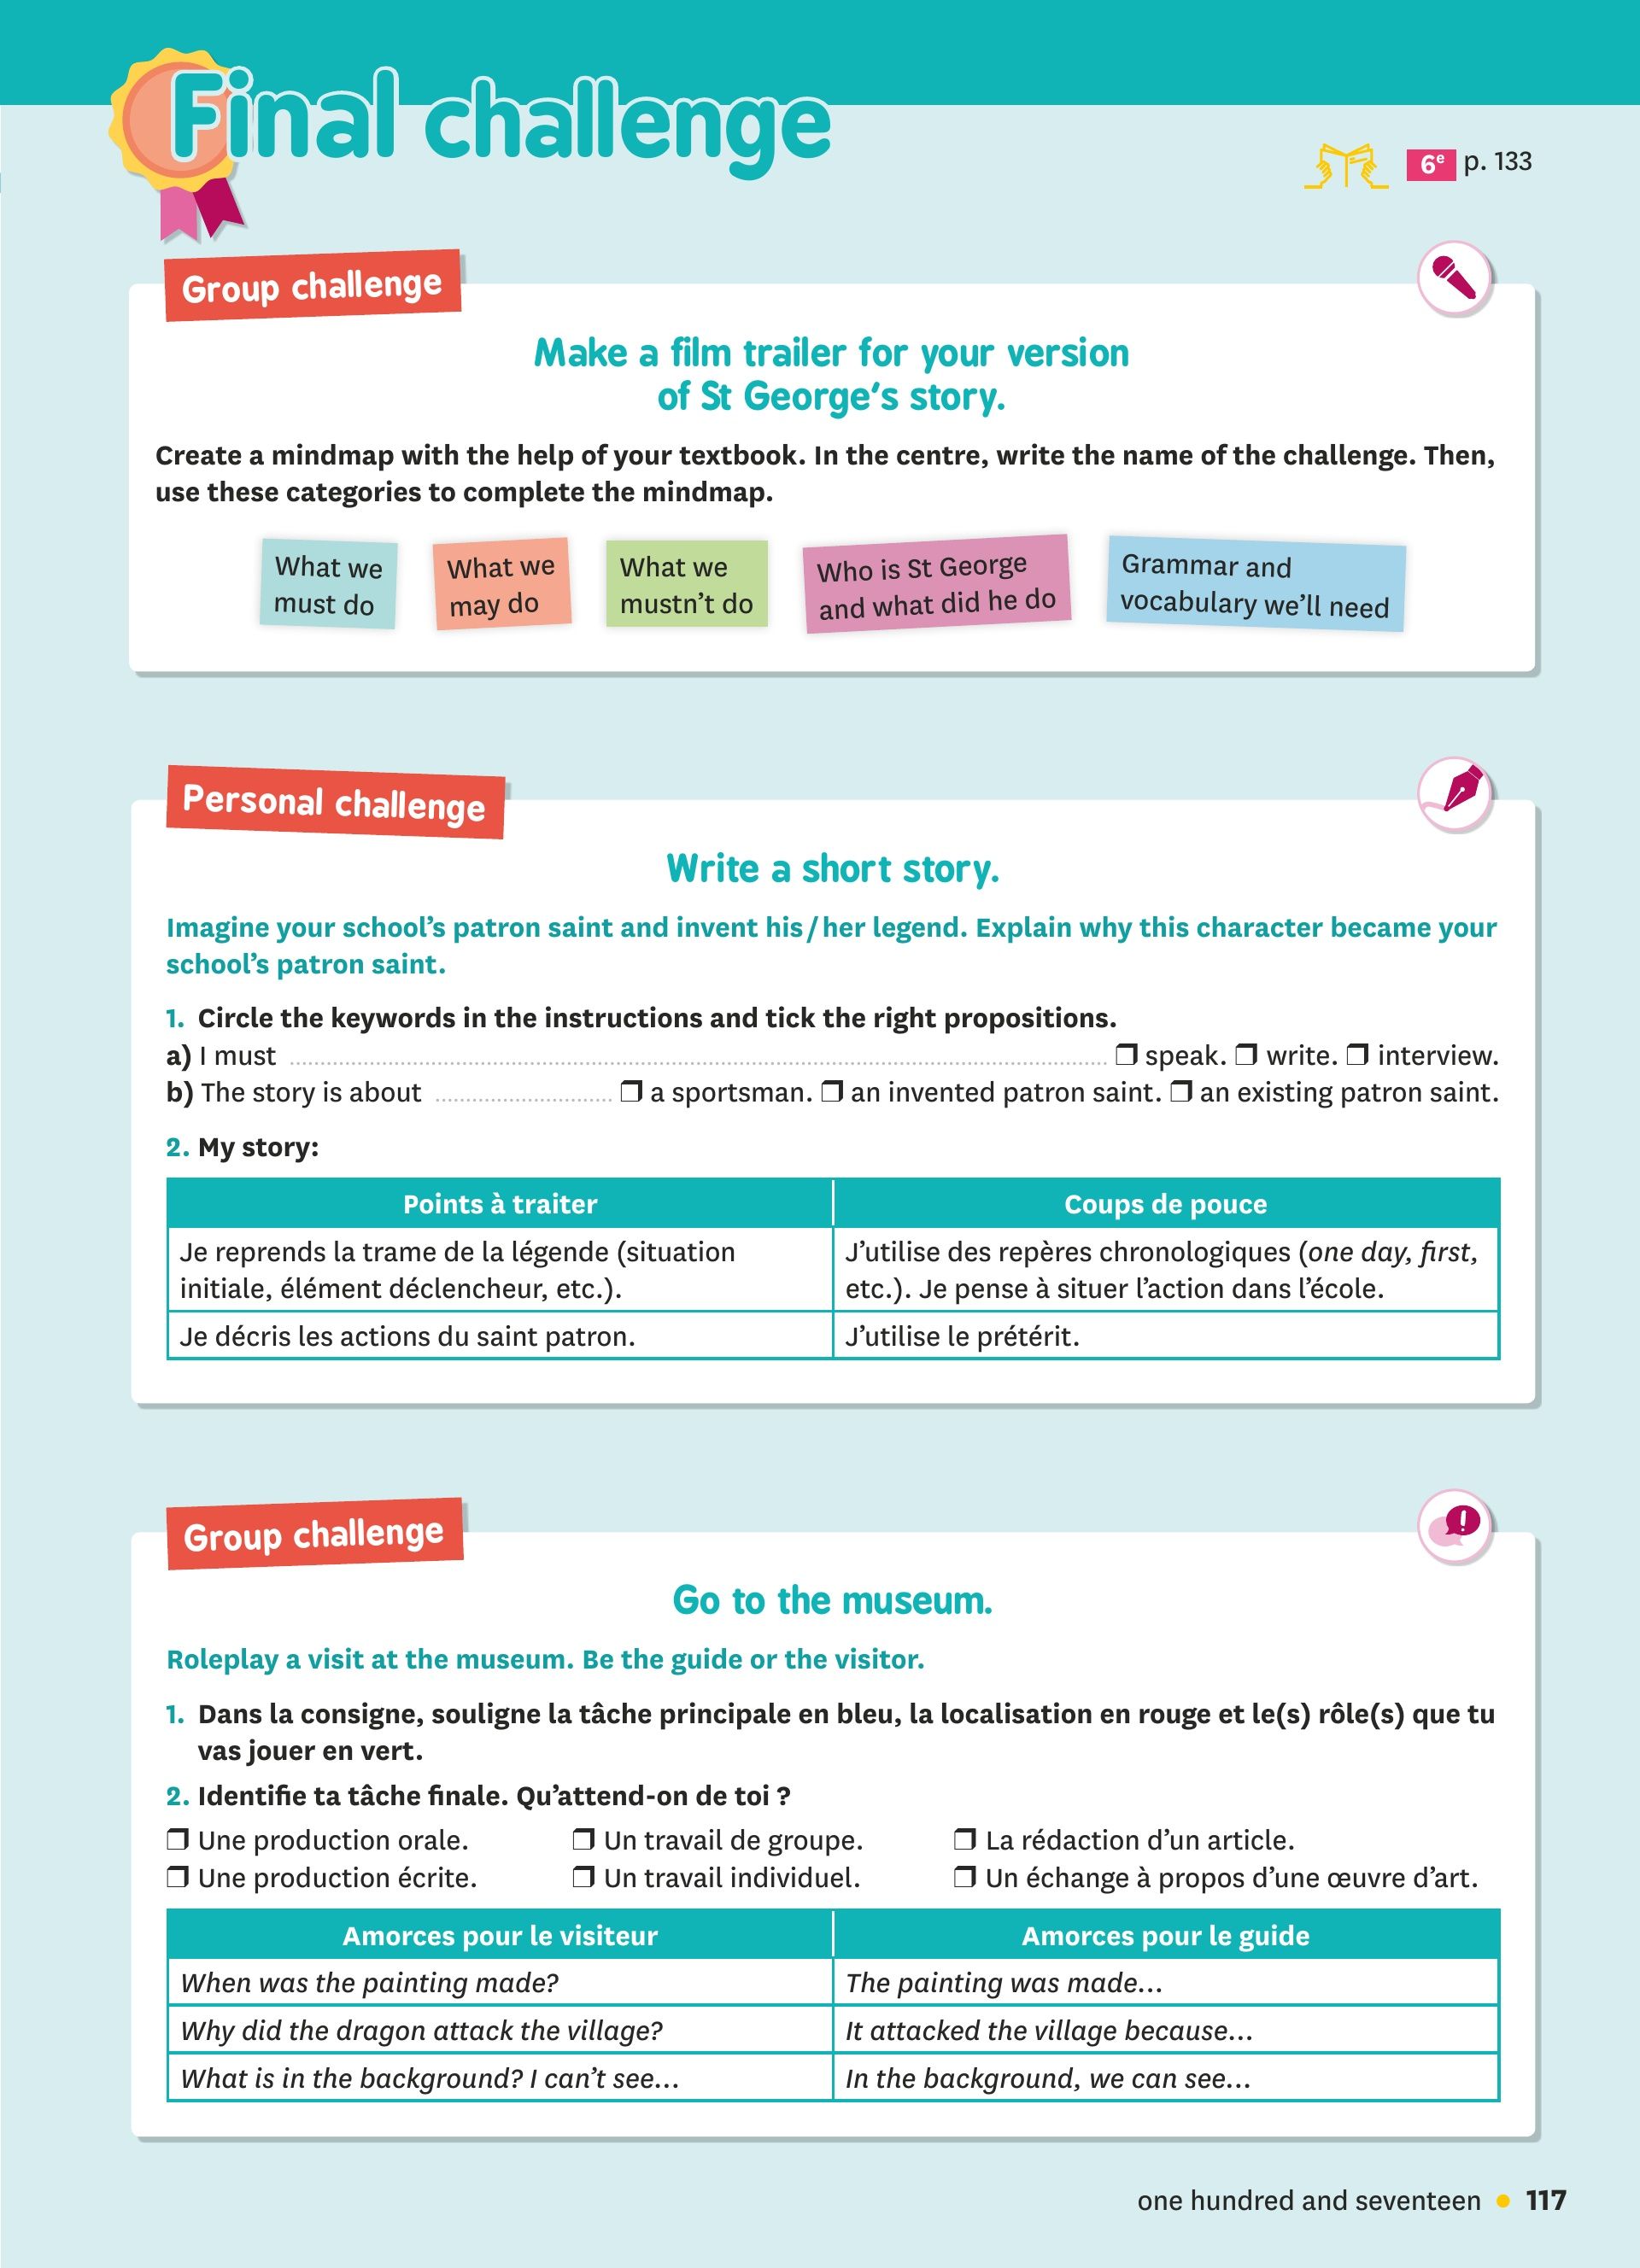 Final challenge
6e p. 133
Group challenge
Make a film trailer for your version
of St George's story.
Create a mindmap with the help of your textbook. In the centre, write the name of the challenge. Then,
use these categories to complete the mindmap.
What we
must do
What we
may do
What we
mustn't do
Who is St George
and what did he do
Grammar and
vocabulary we'll need
Personal challenge
Write a short story.
Imagine your school's patron saint and invent his/her legend. Explain why this character became your
school's patron saint.
1. Circle the keywords in the instructions and tick the right propositions.
a) I must ........ ❒ speak. ❒ write. ❒ interview.
b) The story is about ........ ❒ a sportsman. ❒ an invented patron saint. ❒ an existing patron saint.
2. My story:
Points à traiter
Coups de pouce
Je reprends la trame de la légende (situation
initiale, élément déclencheur, etc.).
J'utilise des repères chronologiques (one day, first,
etc.). Je pense à situer l'action dans l'école.
Je décris les actions du saint patron.
J'utilise le prétérit.
Group challenge
Go to the museum.
Roleplay a visit at the museum. Be the guide or the visitor.
1. Dans la consigne, souligne la tâche principale en bleu, la localisation en rouge et le(s) rôle(s) que tu
vas jouer en vert.
2. Identifie ta tâche finale. Qu'attend-on de toi ?
❒ Une production orale. ❒ Un travail de groupe. ❒ La rédaction d'un article.
❒ Une production écrite. ❒ Un travail individuel. ❒ Un échange à propos d'une œuvre d'art.
Amorces pour le visiteur
Amorces pour le guide
When was the painting made?
The painting was made...
Why did the dragon attack the village?
It attacked the village because...
What is in the background? I can't see...
In the background, we can see...
one hundred and seventeen • 117